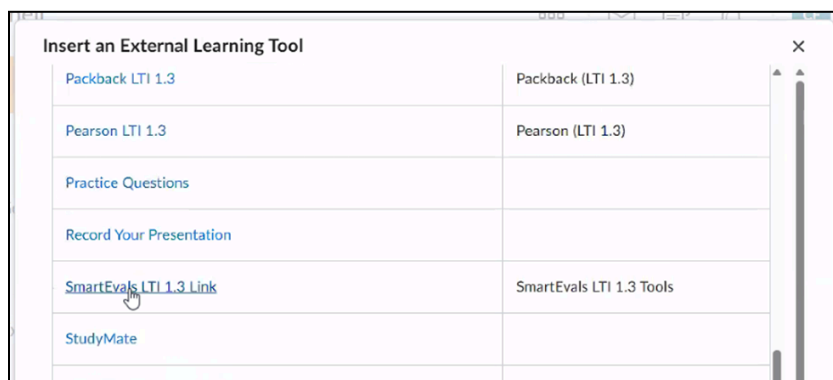 Insert an External Learning Tool
Packback LTI 1.3 Packback (LTI 1.3)
Pearson LTI 1.3 Pearson (LTI 1.3)
Practice Questions
Record Your Presentation
SmartEvals LTI 1.3 Link SmartEvals LTI 1.3 Tools
StudyMate